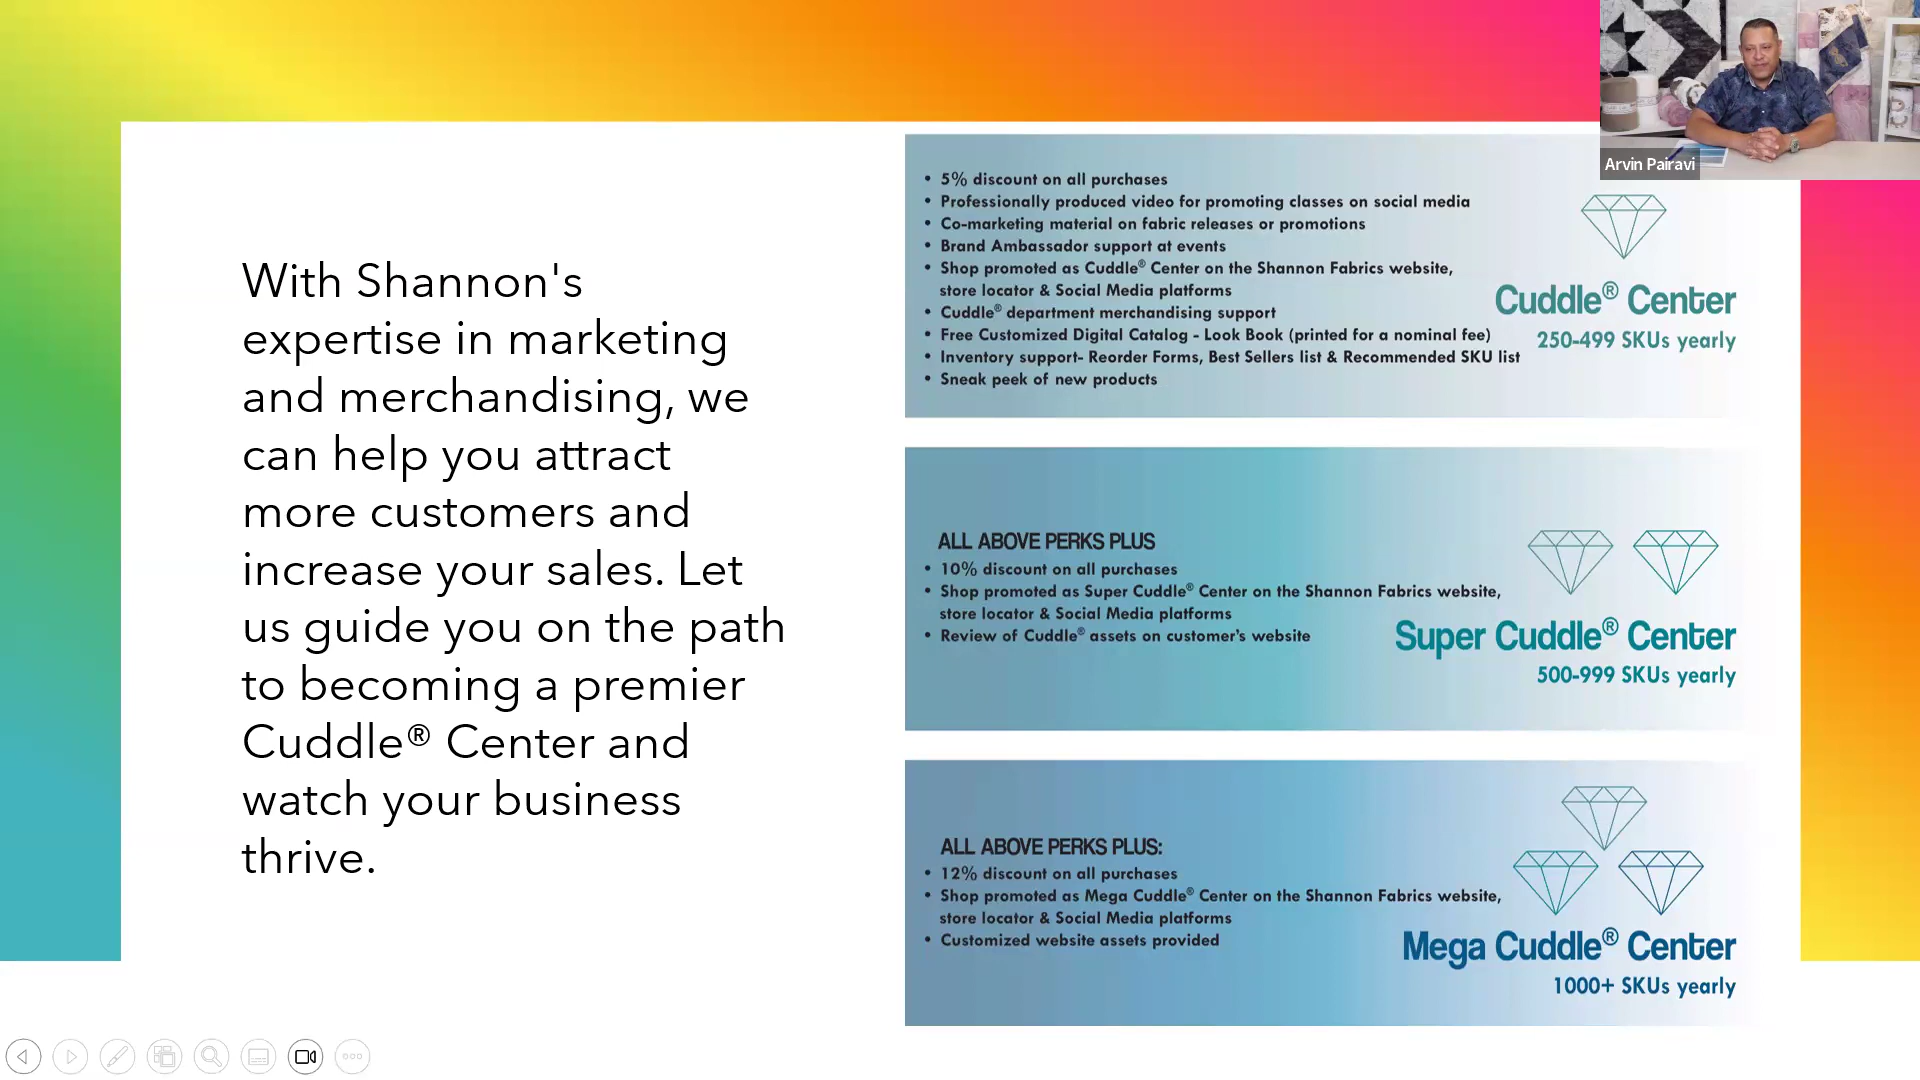 With Shannon's
expertise in marketing
and merchandising, we
can help you attract
more customers and
increase your sales. Let
us guide you on the path
to becoming a premier
Cuddle® Center and
watch your business
thrive.
• 5% discount on all purchases
• Professionally produced video for promoting classes on social media
• Co-marketing material on fabric releases or promotions
• Brand Ambassador support at events
• Shop promoted as Cuddle® Center on the Shannon Fabrics website,
store locator & Social Media platforms
• Cuddle® department merchandising support
• Free Customized Digital Catalog - Look Book (printed for a nominal fee)
• Inventory support- Reorder Forms, Best Sellers list & Recommended SKU list
• Sneak peek of new products
Cuddle® Center
250-499 SKUs yearly
ALL ABOVE PERKS PLUS
• 10% discount on all purchases
• Shop promoted as Super Cuddle® Center on the Shannon Fabrics website,
store locator & Social Media platforms
• Review of Cuddle® assets on customer's website
Super Cuddle® Center
500-999 SKUs yearly
ALL ABOVE PERKS PLUS:
• 12% discount on all purchases
• Shop promoted as Mega Cuddle® Center on the Shannon Fabrics website,
store locator & Social Media platforms
• Customized website assets provided
Mega Cuddle® Center
1000+ SKUs yearly
Arvin Pairavi